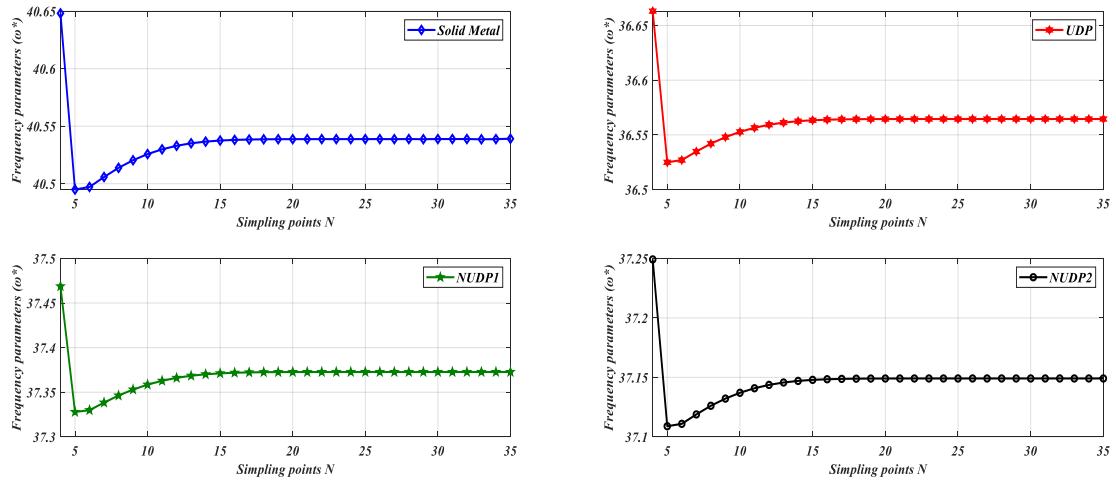 Frequency parameters (ω*)
40.65
40.6
40.55
40.5
Solid Metal
5 10 15 20 25 30 35
Simpling points N
Frequency parameters (ω*)
36.65
36.6
36.55
36.5
UDP
5 10 15 20 25 30 35
Simpling points N
Frequency parameters (ω*)
37.5
37.45
37.4
37.35
37.3
NUDP1
5 10 15 20 25 30 35
Simpling points N
Frequency parameters (ω*)
37.25
37.2
37.15
37.1
NUDP2
5 10 15 20 25 30 35
Simpling points N